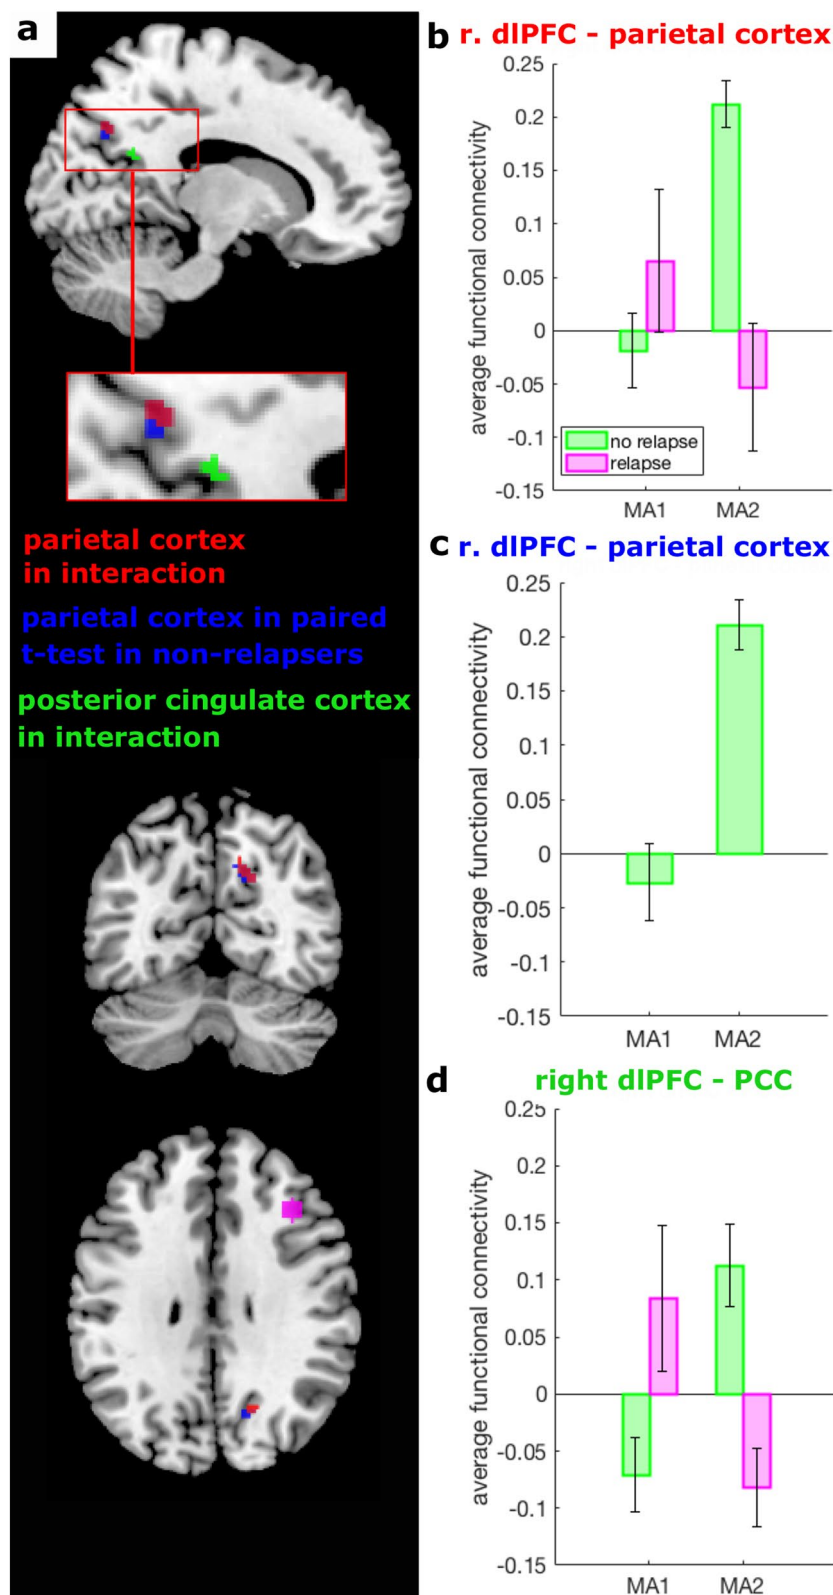 a
parietal cortex
in interaction
parietal cortex in paired
t-test in non-relapsers
posterior cingulate cortex
in interaction
b r. dlPFC - parietal cortex
average functional connectivity
0.25
0.2
0.15
0.1
0.05
0
-0.05
-0.1
-0.15
no relapse
relapse
MA1 MA2
c r. dlPFC - parietal cortex
average functional connectivity
0.25
0.2
0.15
0.1
0.05
0
-0.05
-0.1
-0.15
MA1 MA2
d right dlPFC - PCC
average functional connectivity
0.25
0.2
0.15
0.1
0.05
0
-0.05
-0.1
-0.15
MA1 MA2